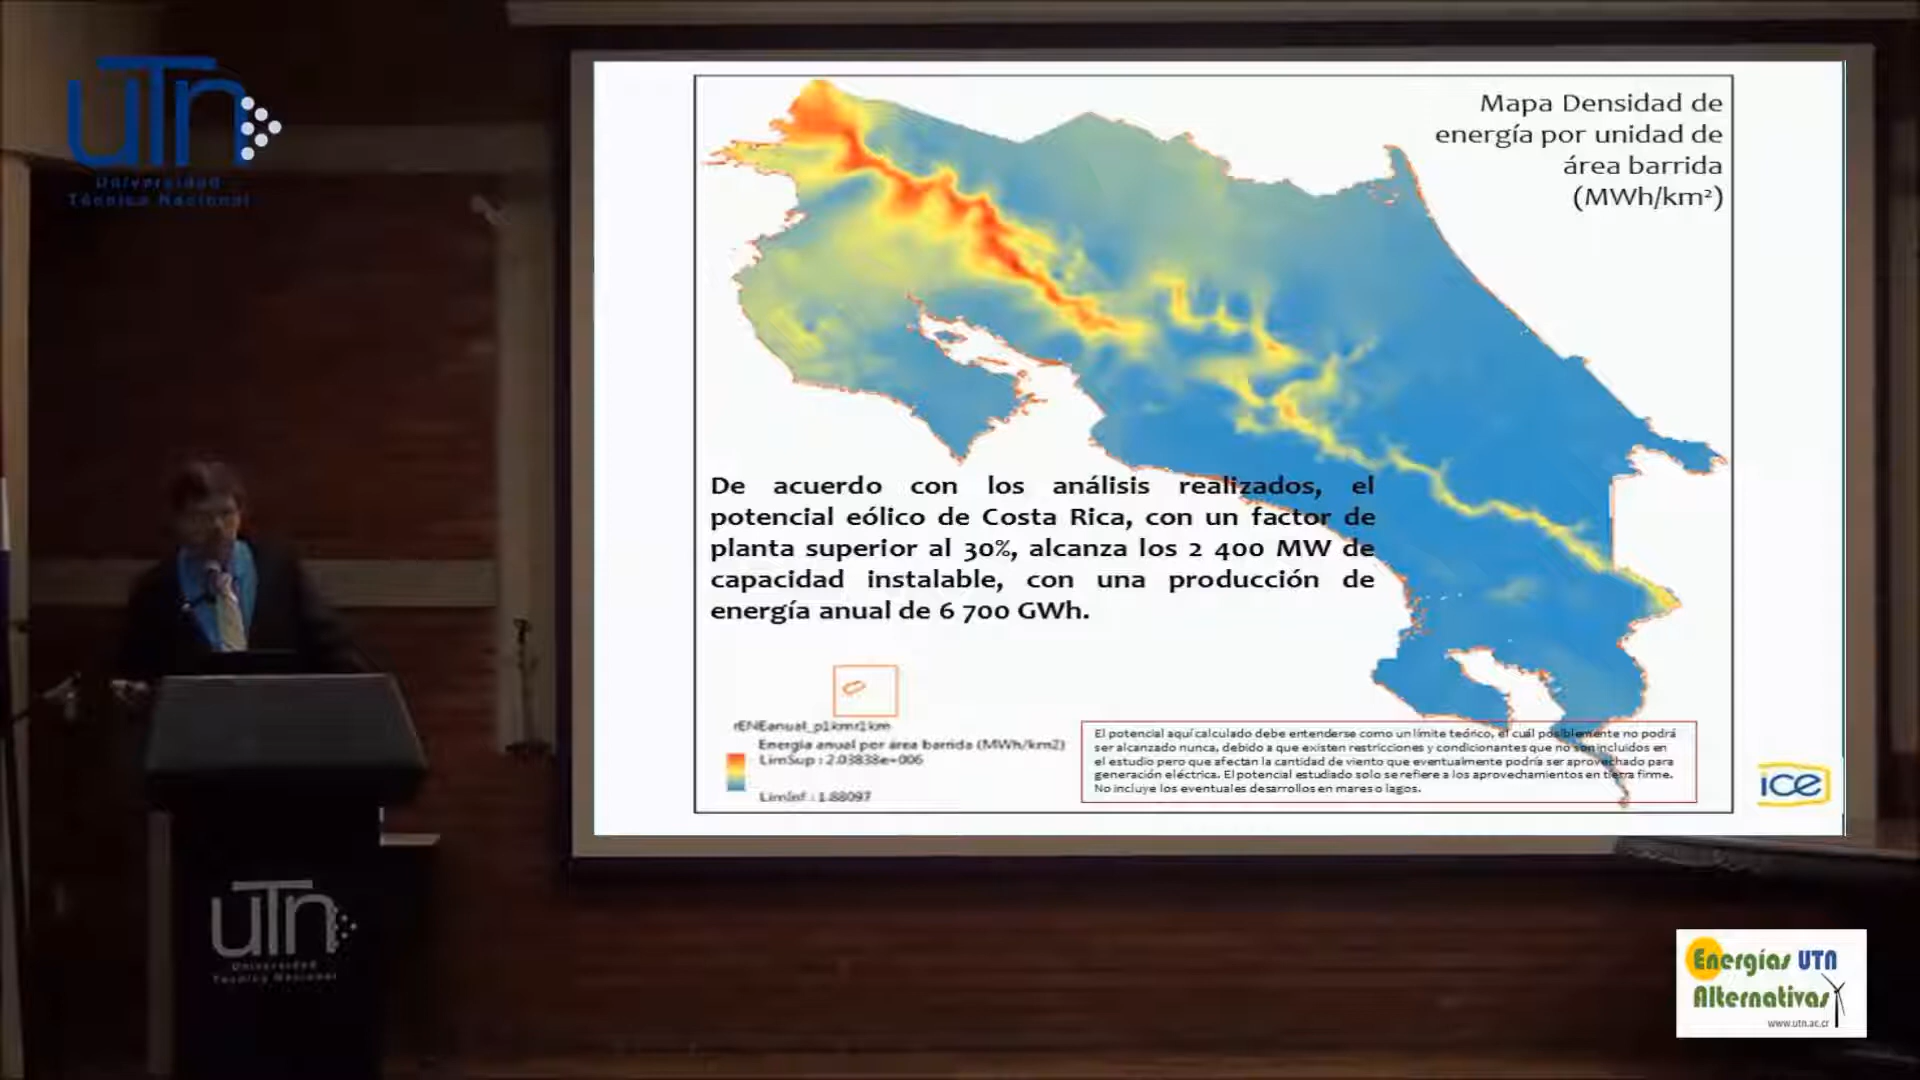 utn
Universidad
Técnica Nacional
Mapa Densidad de
energía por unidad de
área barrida
(MWh/km²)
De acuerdo con los análisis realizados, el
potencial eólico de Costa Rica, con un factor de
planta superior al 30%, alcanza los 2 400 MW de
capacidad instalable, con una producción de
energía anual de 6 700 GWh.
rENEanual_p1kmr1km
Energía anual por área barrida (MWh/km2)
LimSup : 2.03838e+006
LimInf : 1.88097
El potencial aquí calculado debe entenderse como un límite teórico, el cuál posiblemente no podrá
ser alcanzado nunca, debido a que existen restricciones y condicionantes que no son incluidos en
el estudio pero que afectan la cantidad de viento que eventualmente podría ser aprovechado para
generación eléctrica. El potencial estudiado solo se refiere a los aprovechamientos en tierra firme.
No incluye los eventuales desarrollos en mares o lagos.
ice
utn
Universidad
Técnica Nacional
Energías UTN
Alternativas
www.utn.ac.cr